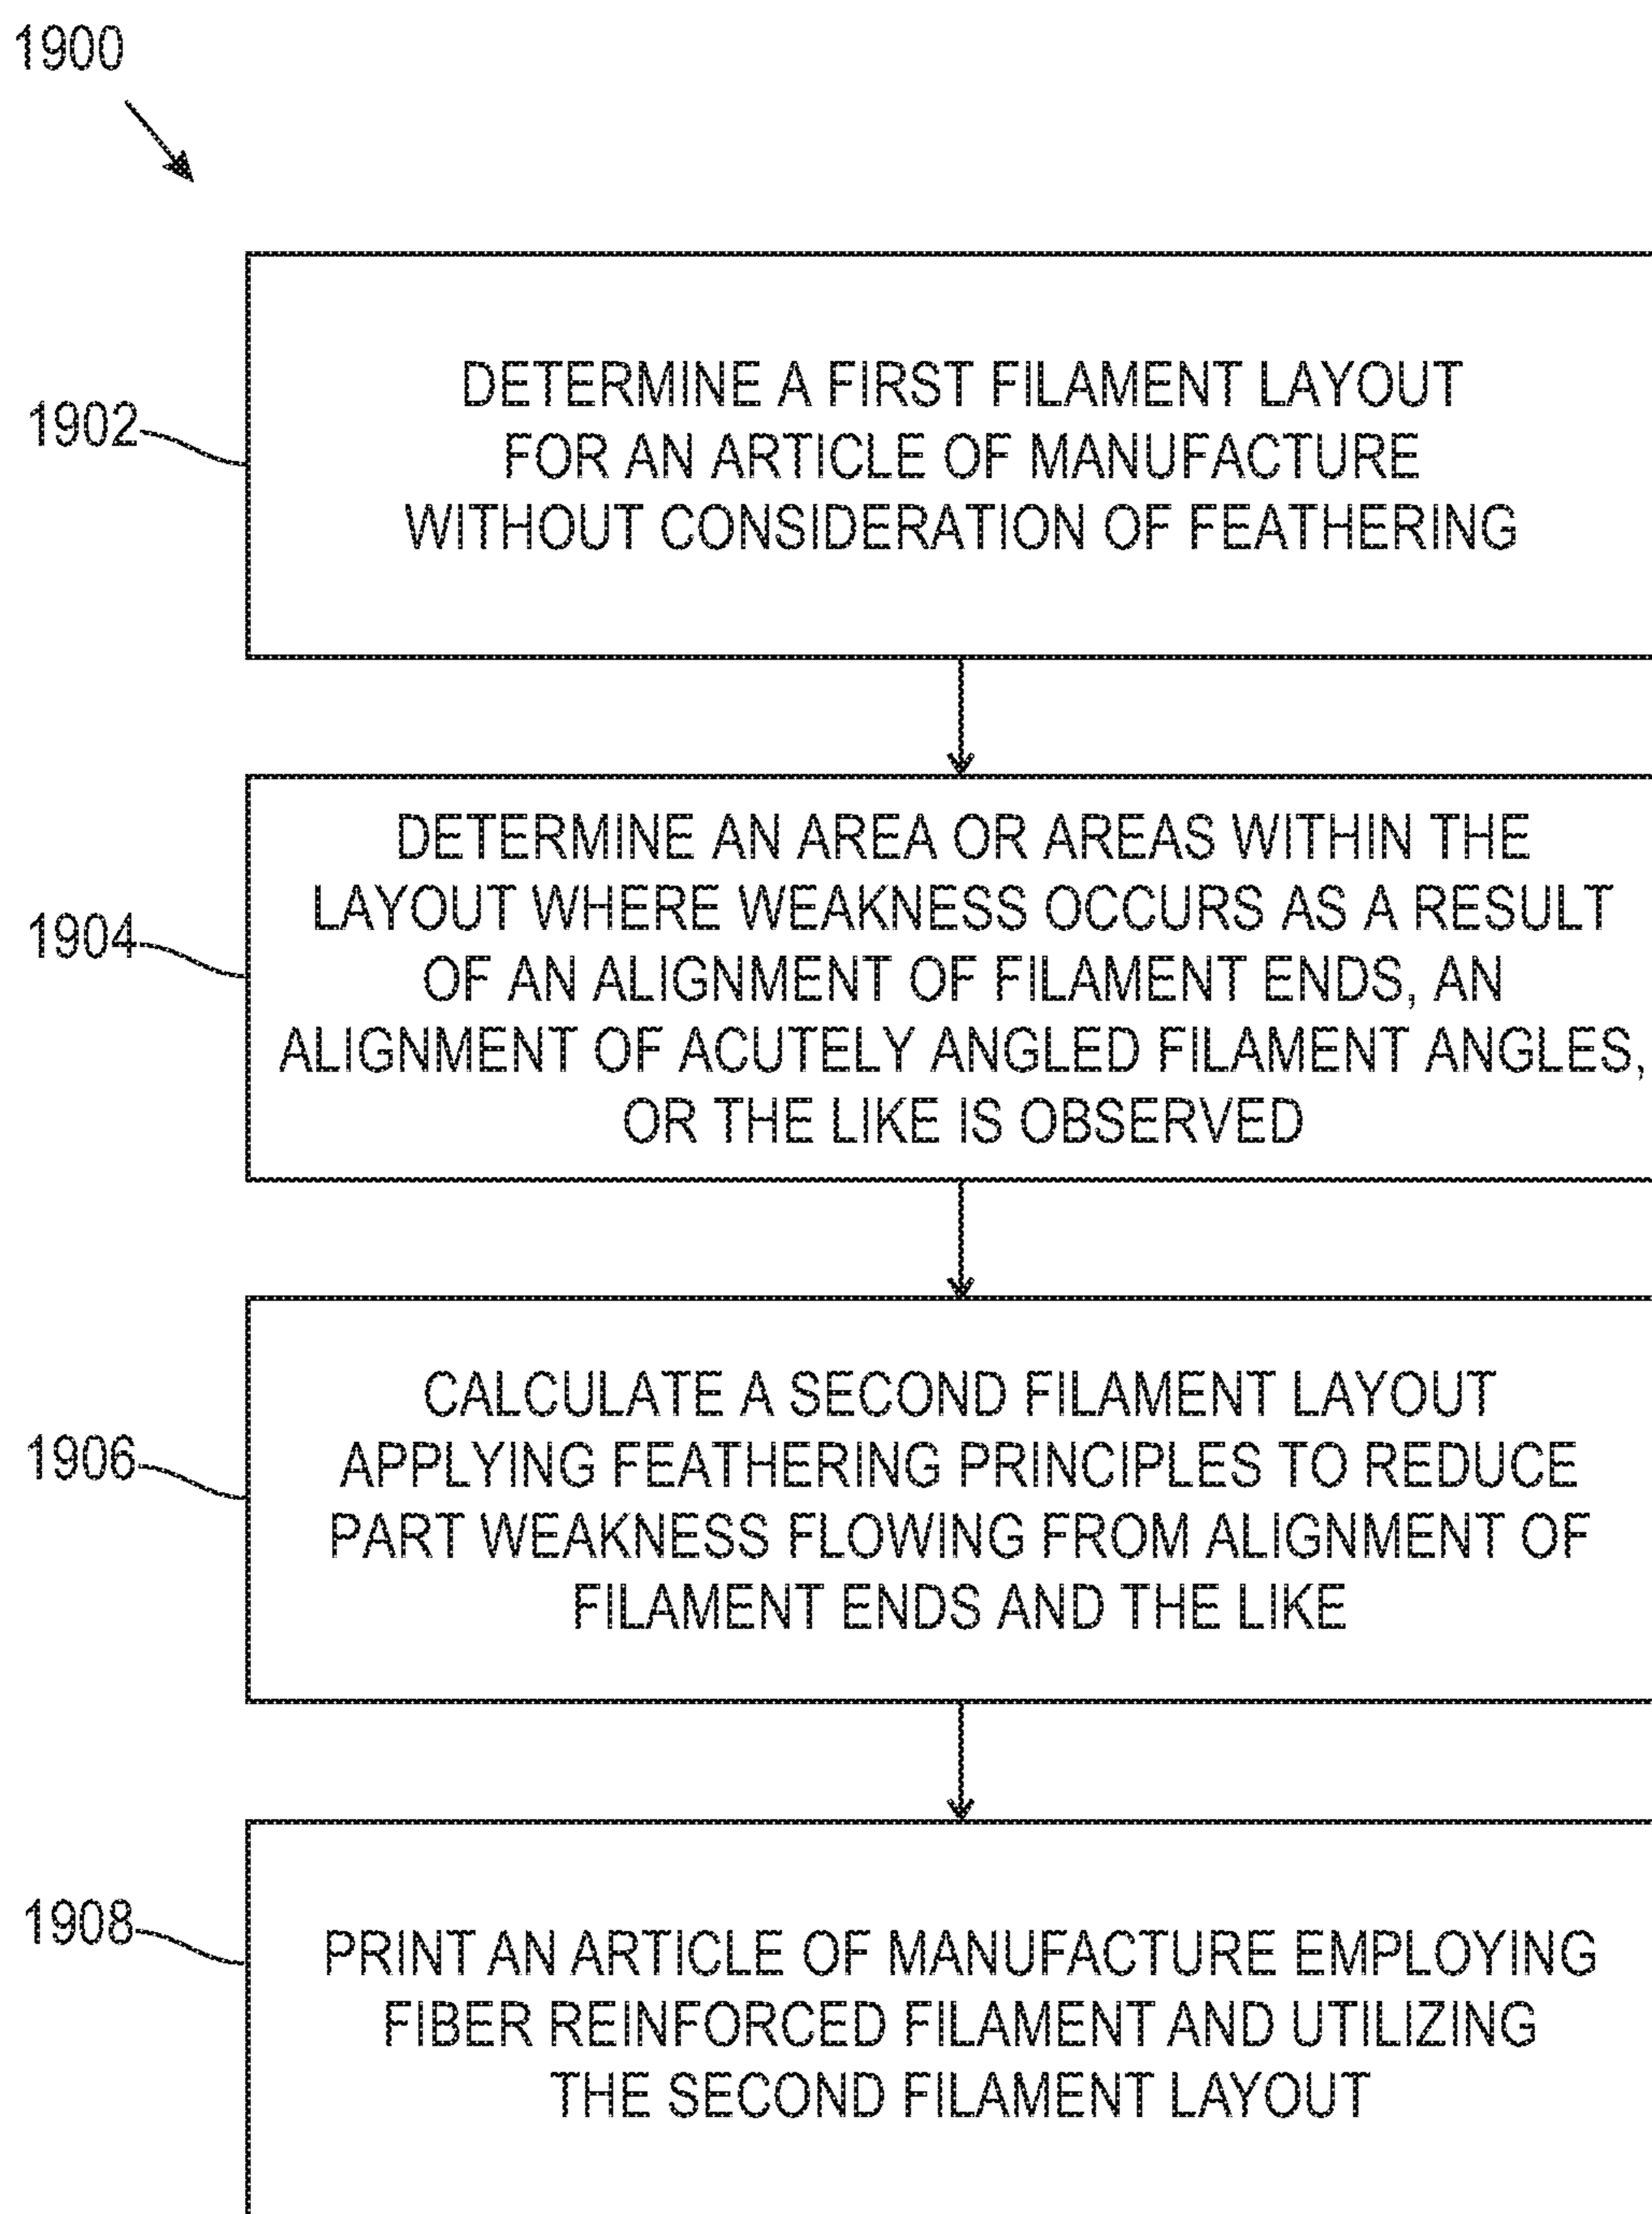 1900
1902
DETERMINE A FIRST FILAMENT LAYOUT
FOR AN ARTICLE OF MANUFACTURE
WITHOUT CONSIDERATION OF FEATHERING
1904
DETERMINE AN AREA OR AREAS WITHIN THE
LAYOUT WHERE WEAKNESS OCCURS AS A RESULT
OF AN ALIGNMENT OF FILAMENT ENDS, AN
ALIGNMENT OF ACUTELY ANGLED FILAMENT ANGLES,
OR THE LIKE IS OBSERVED
1906
CALCULATE A SECOND FILAMENT LAYOUT
APPLYING FEATHERING PRINCIPLES TO REDUCE
PART WEAKNESS FLOWING FROM ALIGNMENT OF
FILAMENT ENDS AND THE LIKE
1908
PRINT AN ARTICLE OF MANUFACTURE EMPLOYING
FIBER REINFORCED FILAMENT AND UTILIZING
THE SECOND FILAMENT LAYOUT